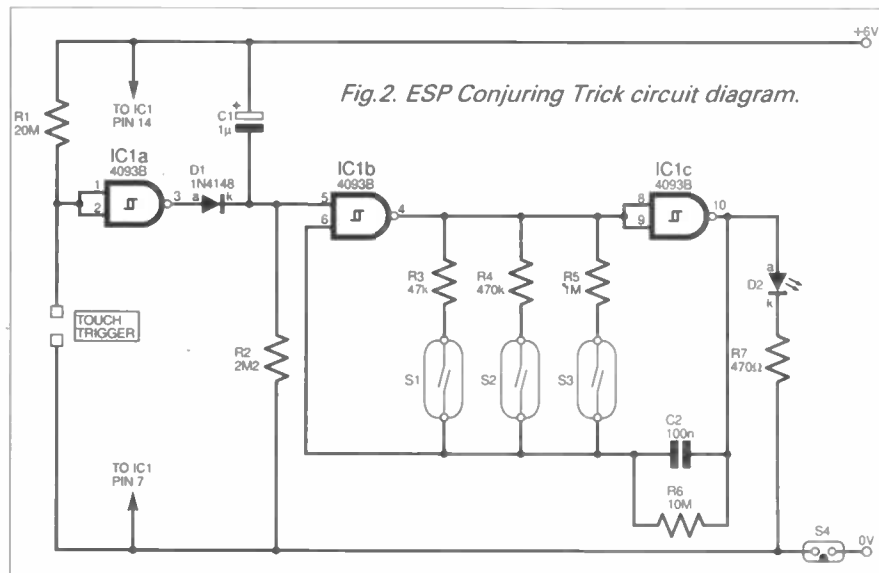 +6V
Fig.2. ESP Conjuring Trick circuit diagram.
R1
20M
TO IC1
PIN 14
C1
1µ
+
IC1a
4093B
1
2
3
D1
1N4148
a
k
IC1b
4093B
5
6
4
IC1c
4093B
8
9
10
R3
47k
R4
470k
R5
1M
a
D2
k
TOUCH
TRIGGER
R2
2M2
S1
S2
S3
R7
470Ω
C2
100n
R6
10M
TO IC1
PIN 7
S4
0V